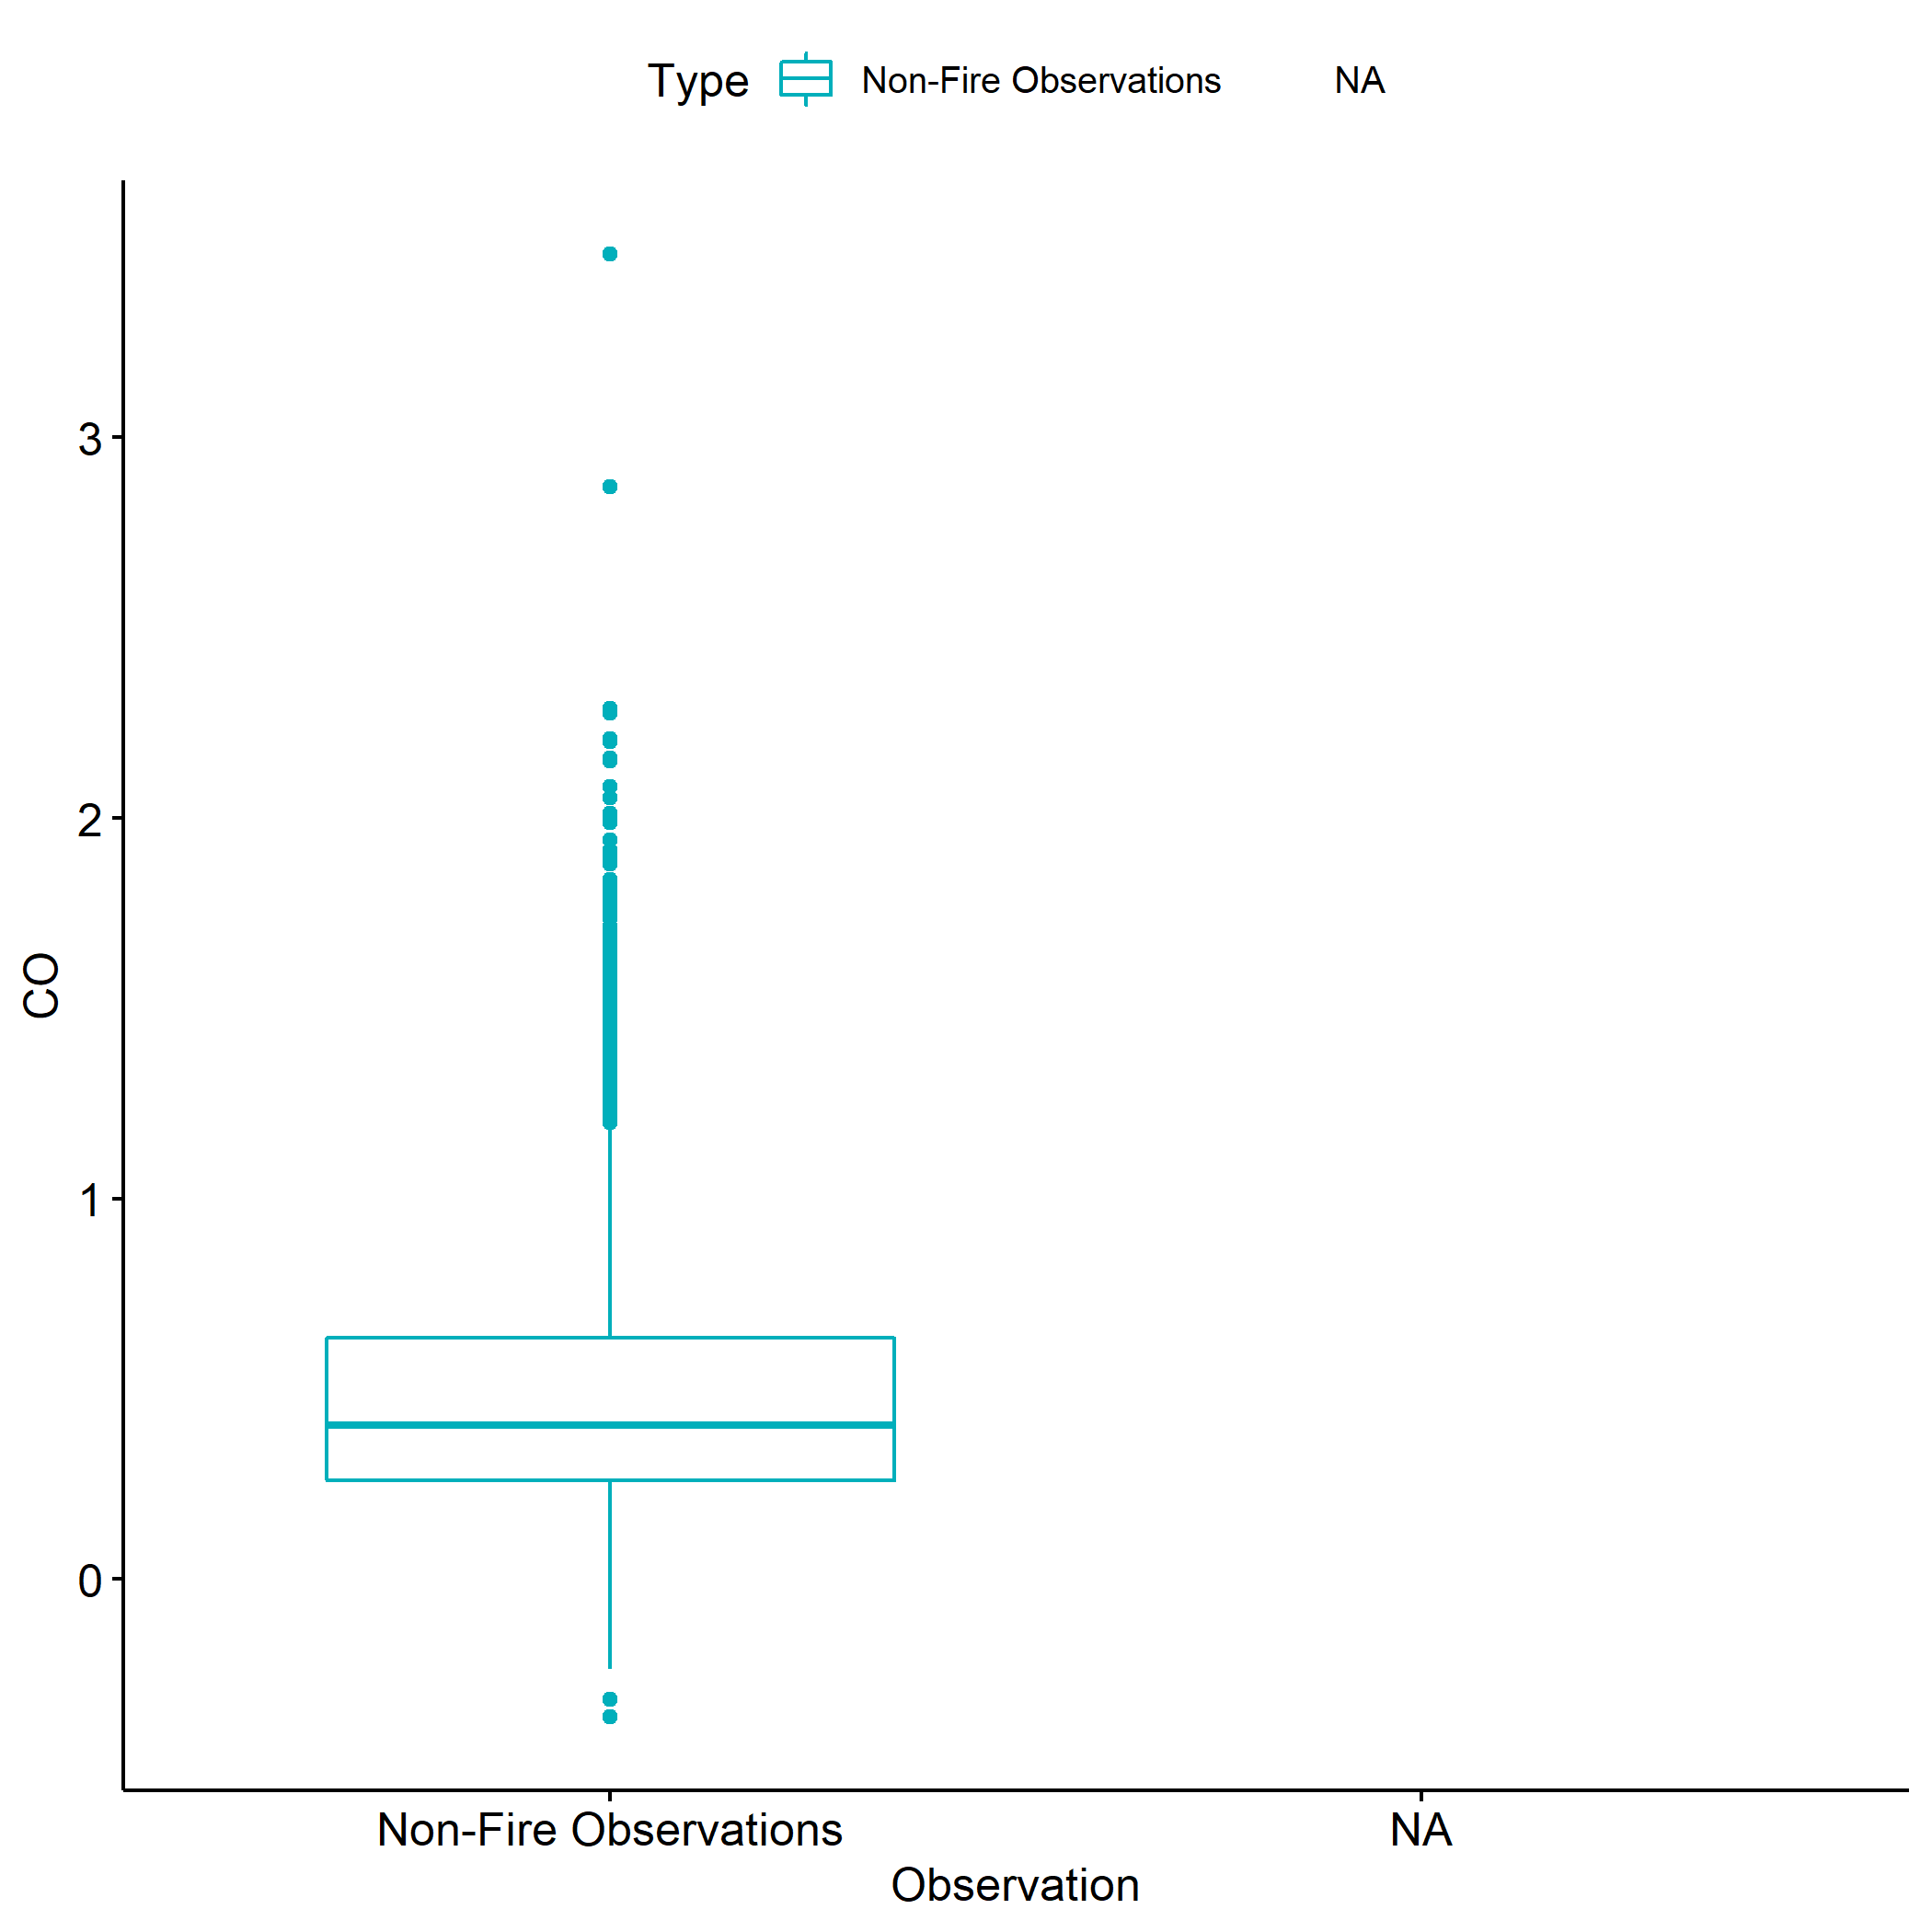 Type Non-Fire Observations NA
3
2
1
0
CO
Non-Fire Observations NA
Observation